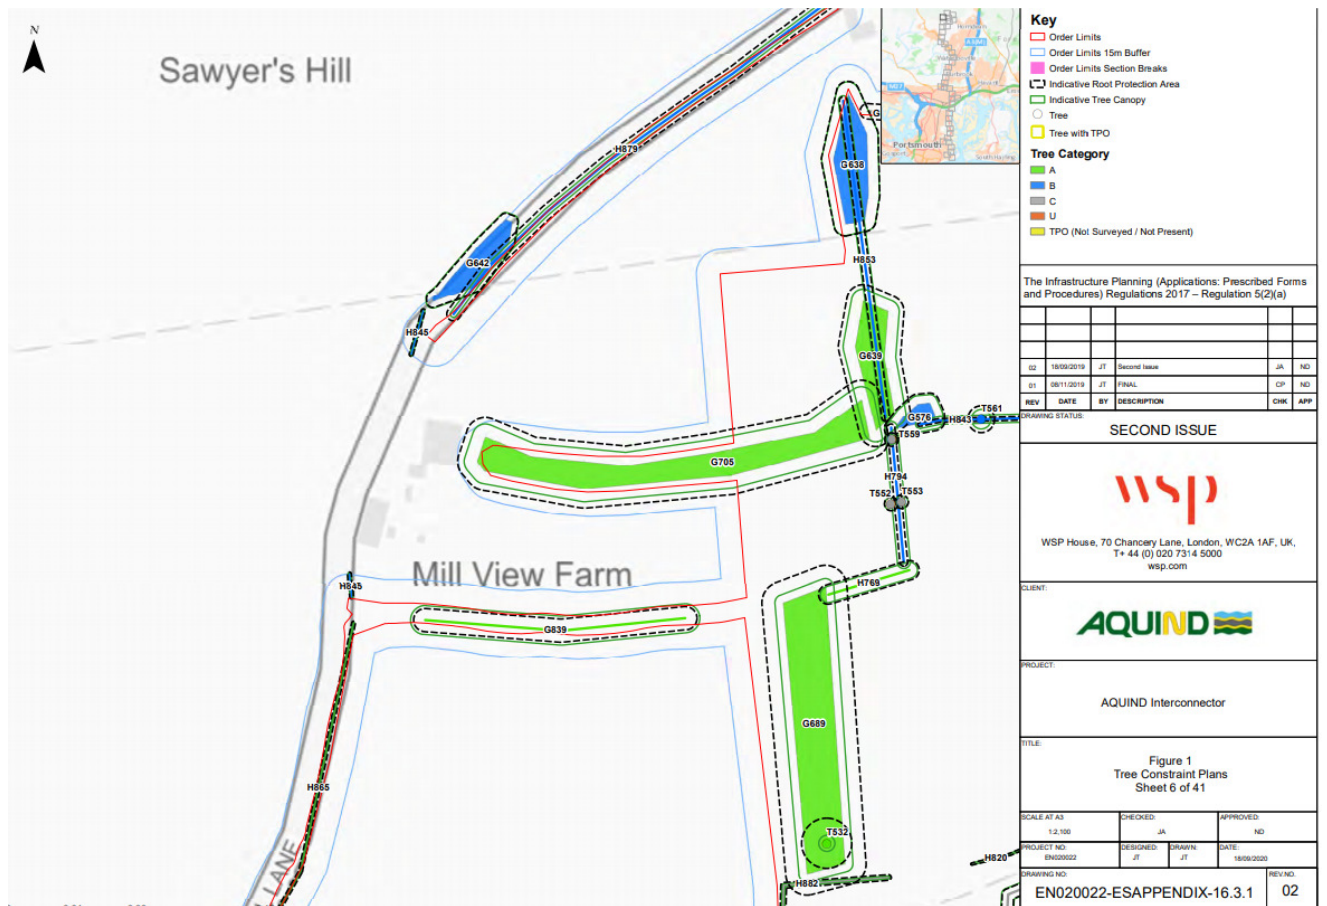 N
Sawyer's Hill
H879
G642
H845
G638
H853
G639
G576
H843
T561
T559
G705
H794
T552
T553
Mill View Farm
H845
H769
G839
G689
H865
T532
H820
H882
LANE
Portsmouth
Key
Order Limits
Order Limits 15m Buffer
Order Limits Section Breaks
Indicative Root Protection Area
Indicative Tree Canopy
Tree
Tree with TPO
Tree Category
A
B
C
U
TPO (Not Surveyed / Not Present)
The Infrastructure Planning (Applications: Prescribed Forms
and Procedures) Regulations 2017 – Regulation 5(2)(a)
02 18/09/2019 JT Second Issue JA ND
01 08/11/2019 JT FINAL CP ND
REV DATE BY DESCRIPTION CHK APP
DRAWING STATUS:
SECOND ISSUE
wsp
WSP House, 70 Chancery Lane, London, WC2A 1AF, UK,
T+ 44 (0) 020 7314 5000
wsp.com
CLIENT:
AQUIND
PROJECT:
AQUIND Interconnector
TITLE:
Figure 1
Tree Constraint Plans
Sheet 6 of 41
SCALE AT A3 CHECKED: APPROVED:
1:2,100 JA ND
PROJECT NO: DESIGNED: DRAWN: DATE:
EN020022 JT JT 18/09/2020
DRAWING NO: REV.NO.
EN020022-ESAPPENDIX-16.3.1 02